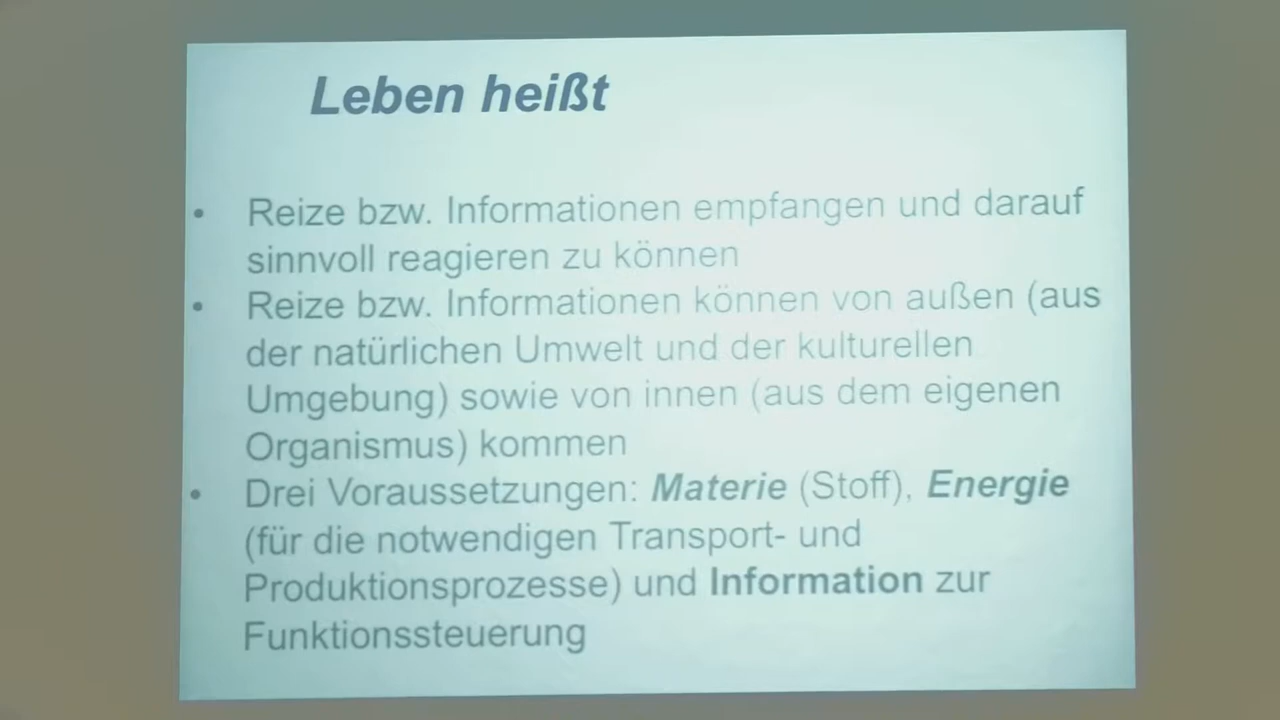 Leben heißt
• Reize bzw. Informationen empfangen und darauf
sinnvoll reagieren zu können
• Reize bzw. Informationen können von außen (aus
der natürlichen Umwelt und der kulturellen
Umgebung) sowie von innen (aus dem eigenen
Organismus) kommen
• Drei Voraussetzungen: Materie (Stoff), Energie
(für die notwendigen Transport- und
Produktionsprozesse) und Information zur
Funktionssteuerung